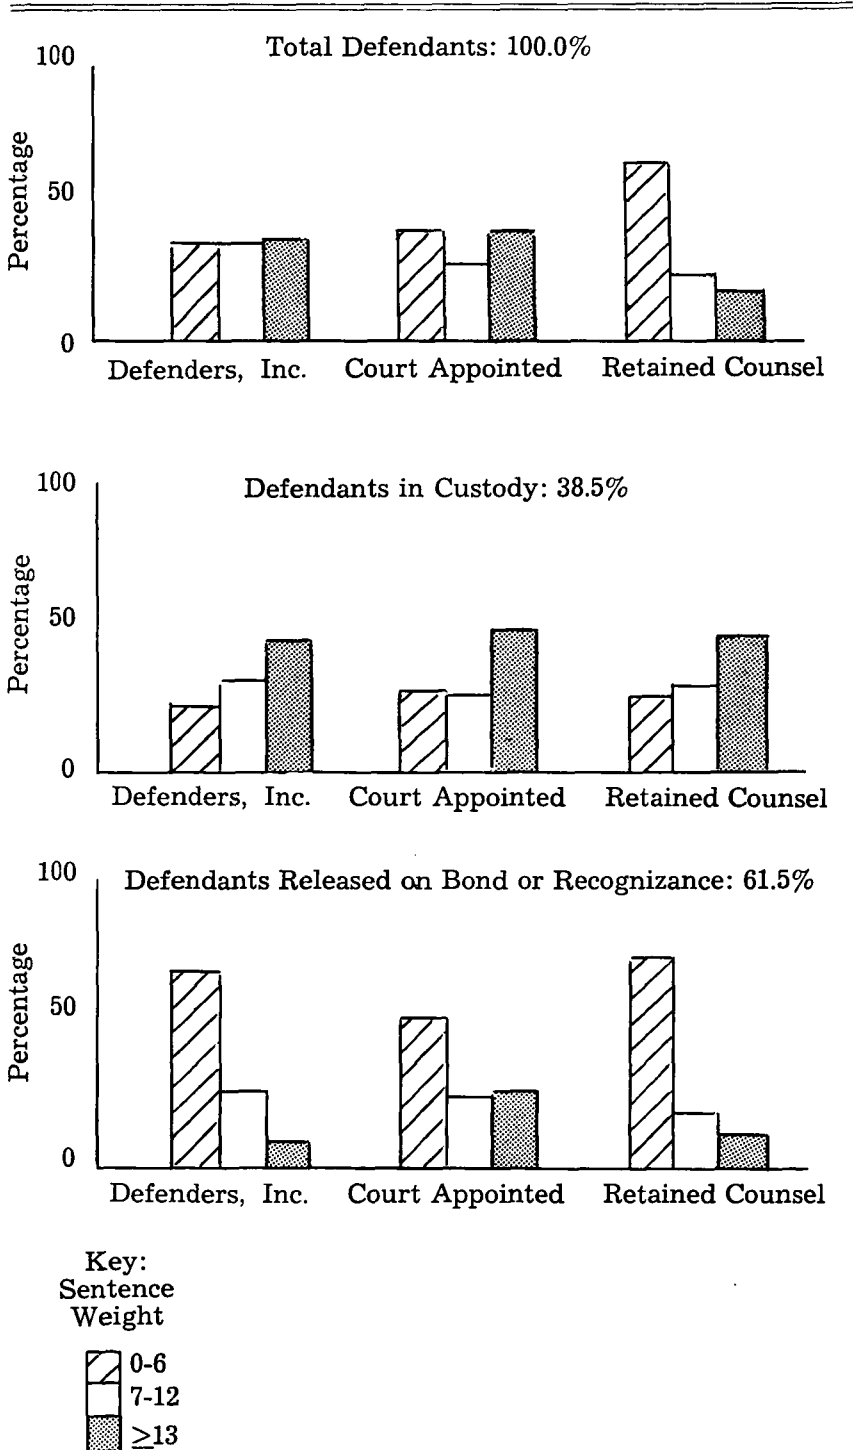 Total Defendants: 100.0%
100
50
0
Percentage
Defenders, Inc. Court Appointed Retained Counsel
Defendants in Custody: 38.5%
100
50
0
Percentage
Defenders, Inc. Court Appointed Retained Counsel
Defendants Released on Bond or Recognizance: 61.5%
100
50
0
Percentage
Defenders, Inc. Court Appointed Retained Counsel
Key:
Sentence
Weight
0-6
7-12
≥13